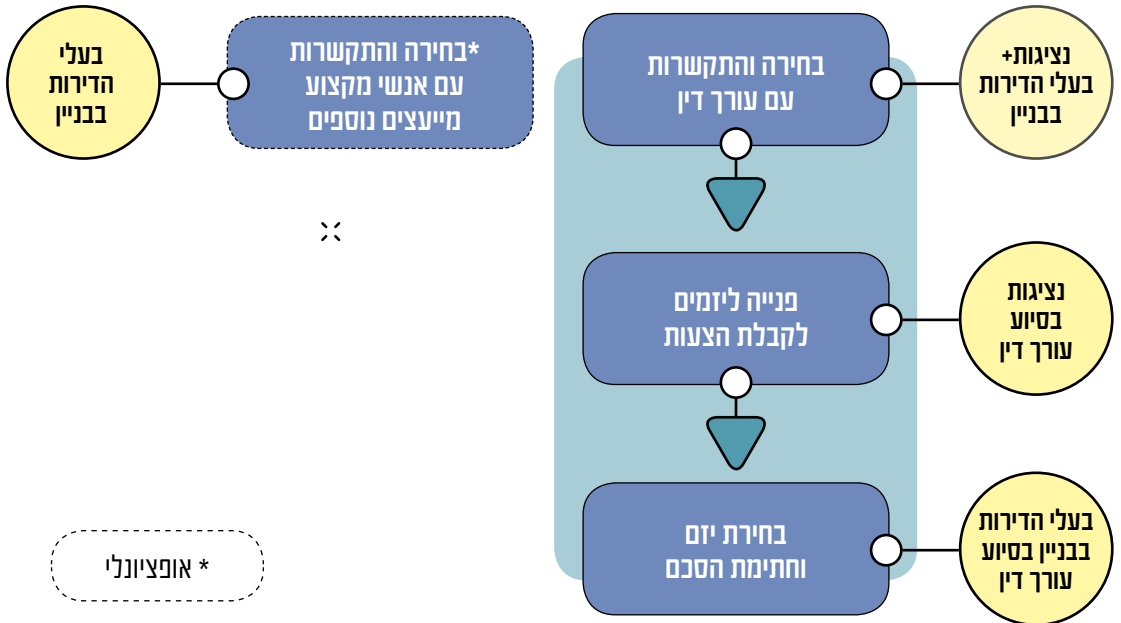 נציגות+
בעלי הדירות
בבניין
בחירה והתקשרות
עם עורך דין
*בחירה והתקשרות
עם אנשי מקצוע
מייעצים נוספים
בעלי
הדירות
בבניין
נציגות
בסיוע
עורך דין
פנייה ליזמים
לקבלת הצעות
בעלי הדירות
בבניין בסיוע
עורך דין
בחירת יזם
וחתימת הסכם
* אופציונלי